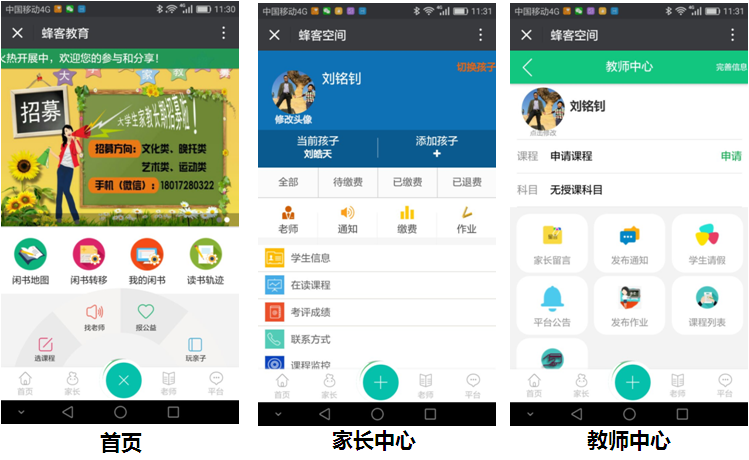 中国移动4G 11:30
蜂客教育
火热开展中，欢迎您的参与和分享！
大 学 生 家 教 招 募
招募
大学生家教长期招募啦！
招募方向：文化类、晚托类
艺术类、运动类
手机（微信）：18017280322
闲书地图 闲书转移 我的闲书 读书轨迹
找老师 报公益
选课程 玩亲子
首页 家长 老师 平台
首页
中国移动4G 11:31
蜂客空间
切换孩子
刘铭钊
修改头像
当前孩子 添加孩子
刘皓天 +
全部 待缴费 已缴费 已退费
老师 通知 缴费 作业
学生信息
在读课程
考评成绩
联系方式
课程监控
首页 家长 老师 平台
家长中心
中国移动4G 11:31
蜂客空间
教师中心 完善信息
刘铭钊
点击修改
课程 申请课程 申请
科目 无授课科目
家长留言 发布通知 学生请假
平台公告 发布作业 课程列表
首页 家长 老师 平台
教师中心